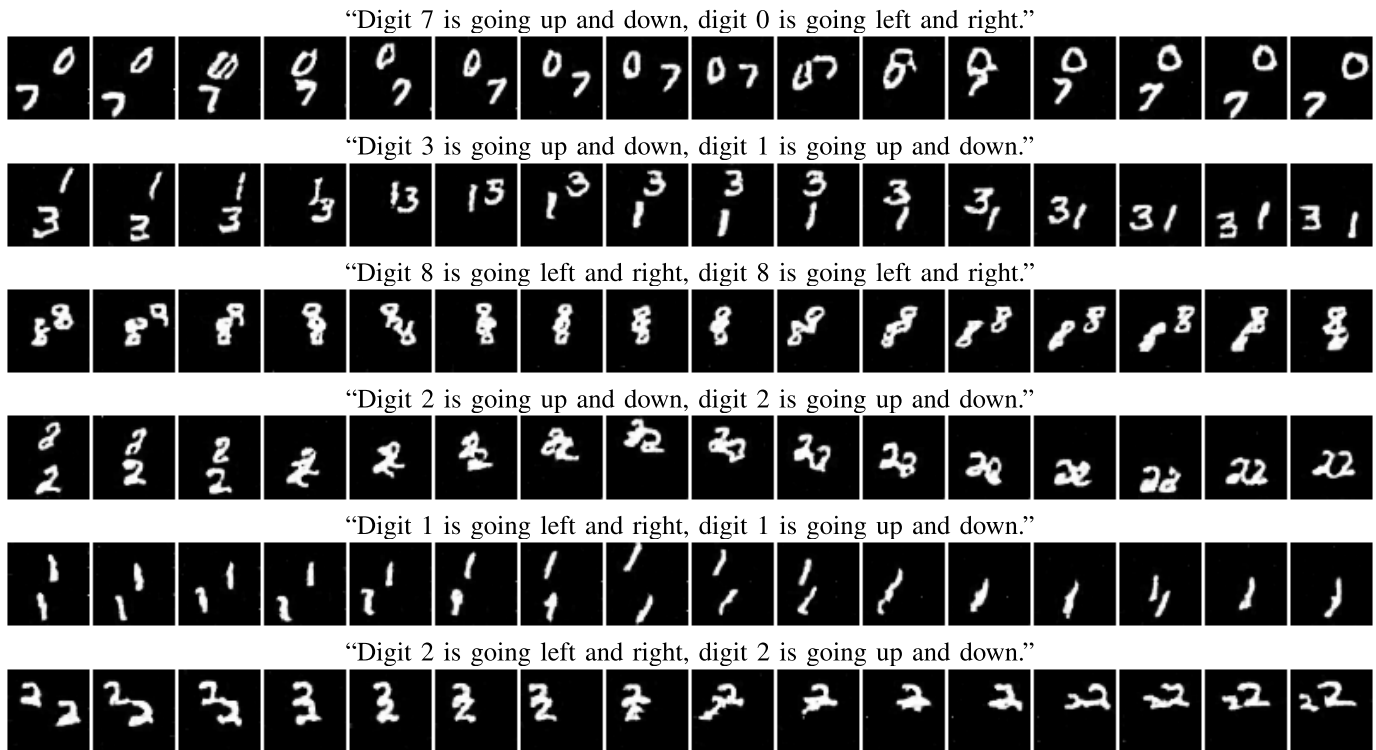 “Digit 7 is going up and down, digit 0 is going left and right.”
“Digit 3 is going up and down, digit 1 is going up and down.”
“Digit 8 is going left and right, digit 8 is going left and right.”
“Digit 2 is going up and down, digit 2 is going up and down.”
“Digit 1 is going left and right, digit 1 is going up and down.”
“Digit 2 is going left and right, digit 2 is going up and down.”